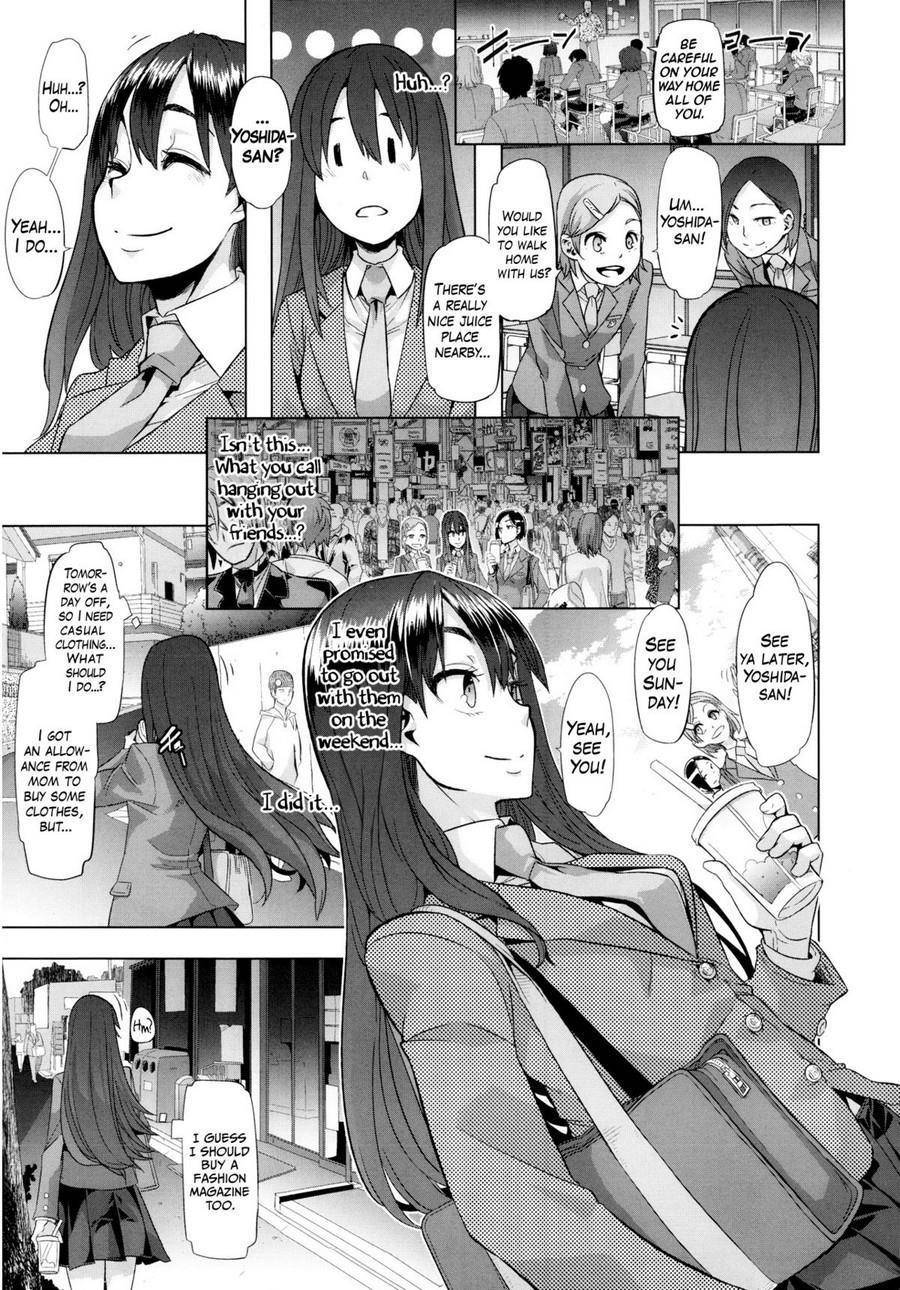 BE
CAREFUL
ON YOUR
WAY HOME
ALL OF
YOU.
UM...
YOSHIDA-
SAN!
WOULD
YOU LIKE
TO WALK
HOME
WITH US?
THERE'S
A REALLY
NICE JUICE
PLACE
NEARBY...
Huh...?
...
YOSHIDA-
SAN?
HUH...?
OH...
YEAH...
I DO...
Isn't this...
What you call
hanging out
with your
friends...?
SEE
YA LATER,
YOSHIDA-
SAN!
SEE
YOU
SUN-
DAY!
YEAH,
SEE
YOU!
I even
promised
to go out
with them
on the
weekend...
I did it...
TOMOR-
ROW'S
A DAY OFF,
SO I NEED
CASUAL
CLOTHING...
WHAT
SHOULD
I DO...?
I GOT
AN ALLOW-
ANCE FROM
MOM TO
BUY SOME
CLOTHES,
BUT...
Hm?
I GUESS
I SHOULD
BUY A
FASHION
MAGAZINE
TOO.